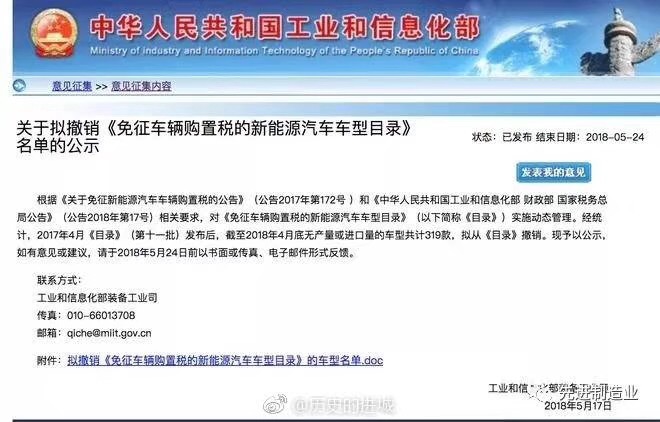 中华人民共和国工业和信息化部
Ministry of Industry and Information Technology of the People's Republic of China
意见征集 >> 意见征集内容
关于拟撤销《免征车辆购置税的新能源汽车车型目录》
名单的公示
状态：已发布 结束日期：2018-05-24
发表我的意见
根据《关于免征新能源汽车车辆购置税的公告》（公告2017年第172号 ）和《中华人民共和国工业和信息化部 财政部 国家税务总
局公告》（公告2018年第17号）相关要求，对《免征车辆购置税的新能源汽车车型目录》（以下简称《目录》）实施动态管理。经统
计，2017年4月《目录》（第十一批）发布后，截至2018年4月底无产量或进口量的车型共计319款，拟从《目录》撤销。现予以公示，
如有意见或建议，请于2018年5月24日前以书面或传真、电子邮件形式反馈。
联系方式：
工业和信息化部装备工业司
传真：010-66013708
邮箱：qiche@miit.gov.cn
附件：拟撤销《免征车辆购置税的新能源汽车车型目录》的车型名单.doc
工业和信息化部装备工业司
2018年5月17日
先进制造业
@历史的进城